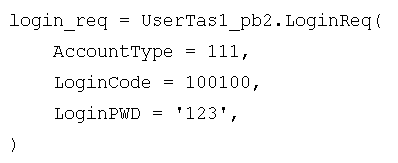 login_req = UserTas1_pb2.LoginReq(
    AccountType = 111,
    LoginCode = 100100,
    LoginPWD = '123',
)